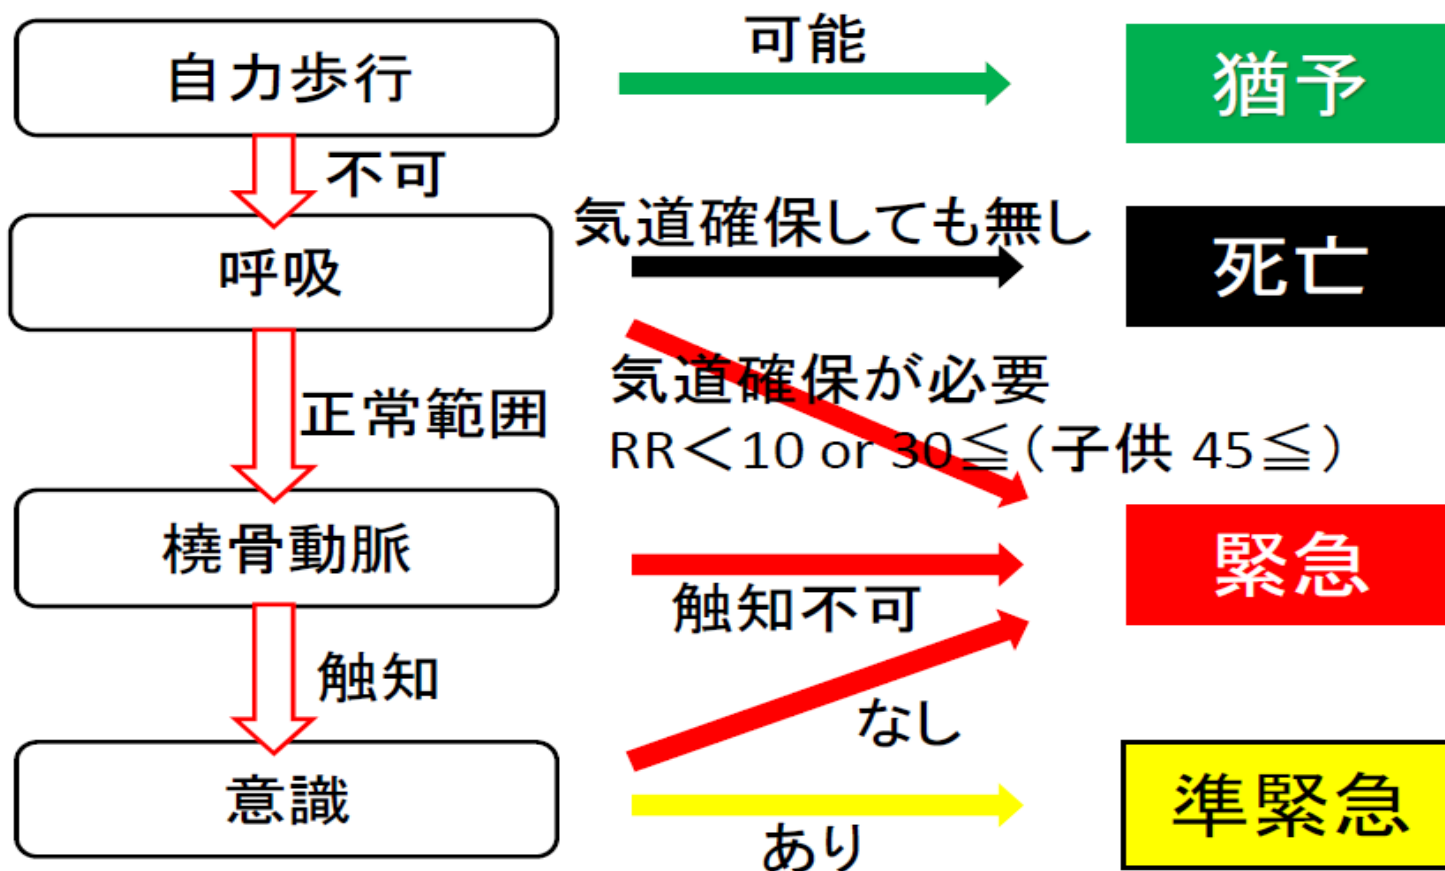 自力歩行
可能
猶予
不可
呼吸
気道確保しても無し
死亡
正常範囲
気道確保が必要
RR＜10 or 30≦（子供 45≦）
橈骨動脈
触知不可
緊急
触知
なし
意識
あり
準緊急